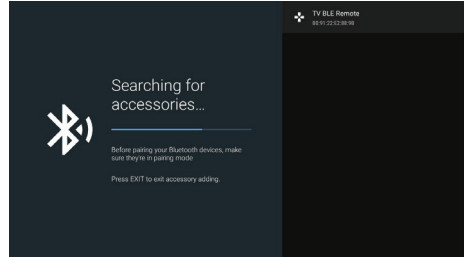 Searching for
accessories...
Before pairing your Bluetooth devices, make
sure they're in pairing mode
Press EXIT to exit accessory adding.
TV BLE Remote